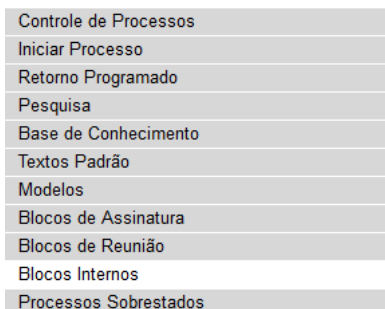 Controle de Processos
Iniciar Processo
Retorno Programado
Pesquisa
Base de Conhecimento
Textos Padrão
Modelos
Blocos de Assinatura
Blocos de Reunião
Blocos Internos
Processos Sobrestados